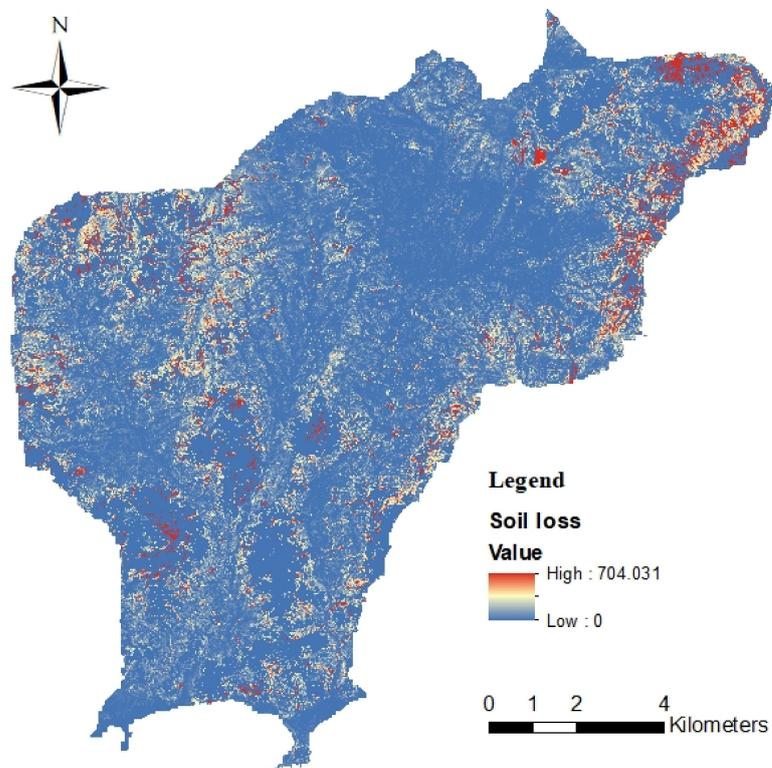 N
Legend
Soil loss
Value
High : 704.031
Low : 0
0 1 2 4
Kilometers